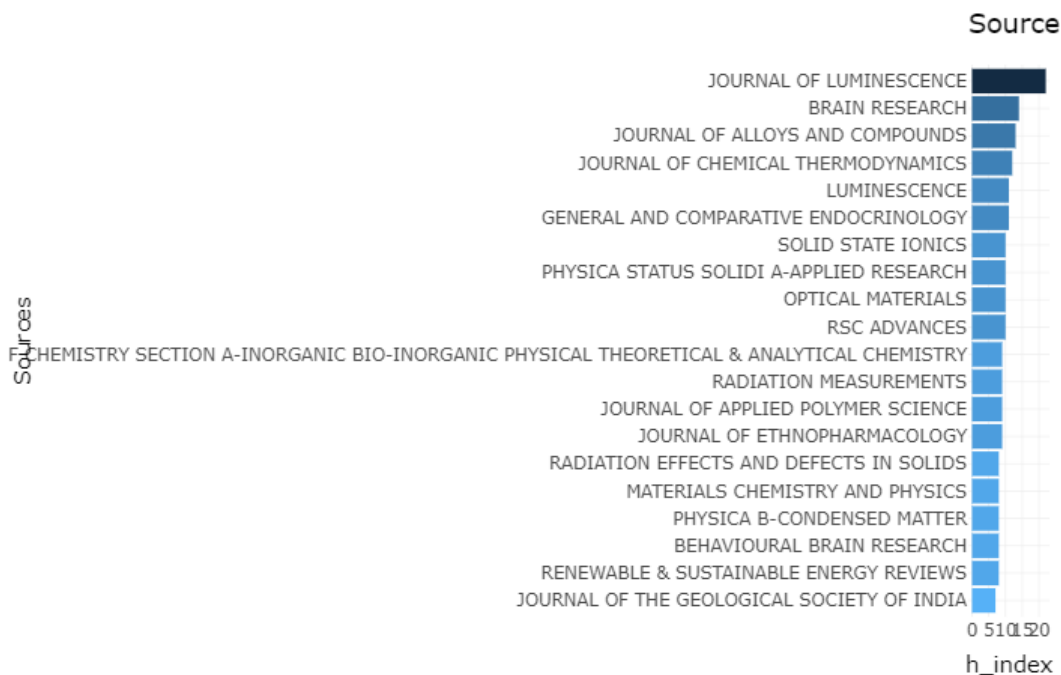 Source
JOURNAL OF LUMINESCENCE
BRAIN RESEARCH
JOURNAL OF ALLOYS AND COMPOUNDS
JOURNAL OF CHEMICAL THERMODYNAMICS
LUMINESCENCE
GENERAL AND COMPARATIVE ENDOCRINOLOGY
SOLID STATE IONICS
PHYSICA STATUS SOLIDI A-APPLIED RESEARCH
OPTICAL MATERIALS
RSC ADVANCES
F CHEMISTRY SECTION A-INORGANIC BIO-INORGANIC PHYSICAL THEORETICAL & ANALYTICAL CHEMISTRY
RADIATION MEASUREMENTS
JOURNAL OF APPLIED POLYMER SCIENCE
JOURNAL OF ETHNOPHARMACOLOGY
RADIATION EFFECTS AND DEFECTS IN SOLIDS
MATERIALS CHEMISTRY AND PHYSICS
PHYSICA B-CONDENSED MATTER
BEHAVIOURAL BRAIN RESEARCH
RENEWABLE & SUSTAINABLE ENERGY REVIEWS
JOURNAL OF THE GEOLOGICAL SOCIETY OF INDIA
Sources
0 5 10 15 20
h_index